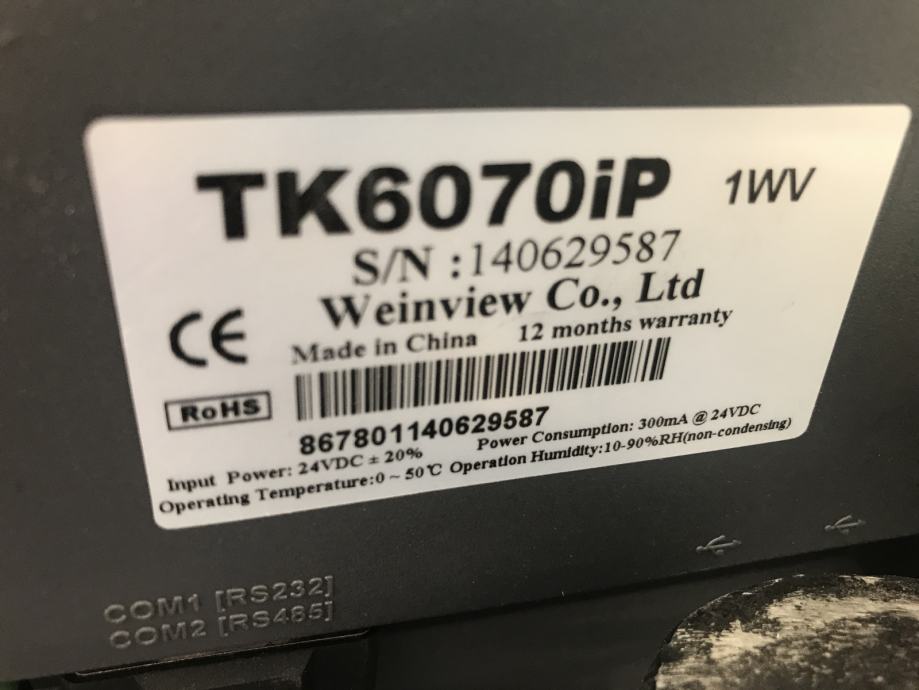 TK6070iP 1WV
S/N :140629587
Weinview Co., Ltd
CE Made in China 12 months warranty
RoHS
867801140629587
Input Power: 24VDC ± 20% Power Consumption: 300mA @ 24VDC
Operating Temperature:0 ~ 50℃ Operation Humidity:10-90%RH(non-condensing)
COM1 [RS232]
COM2 [RS485]